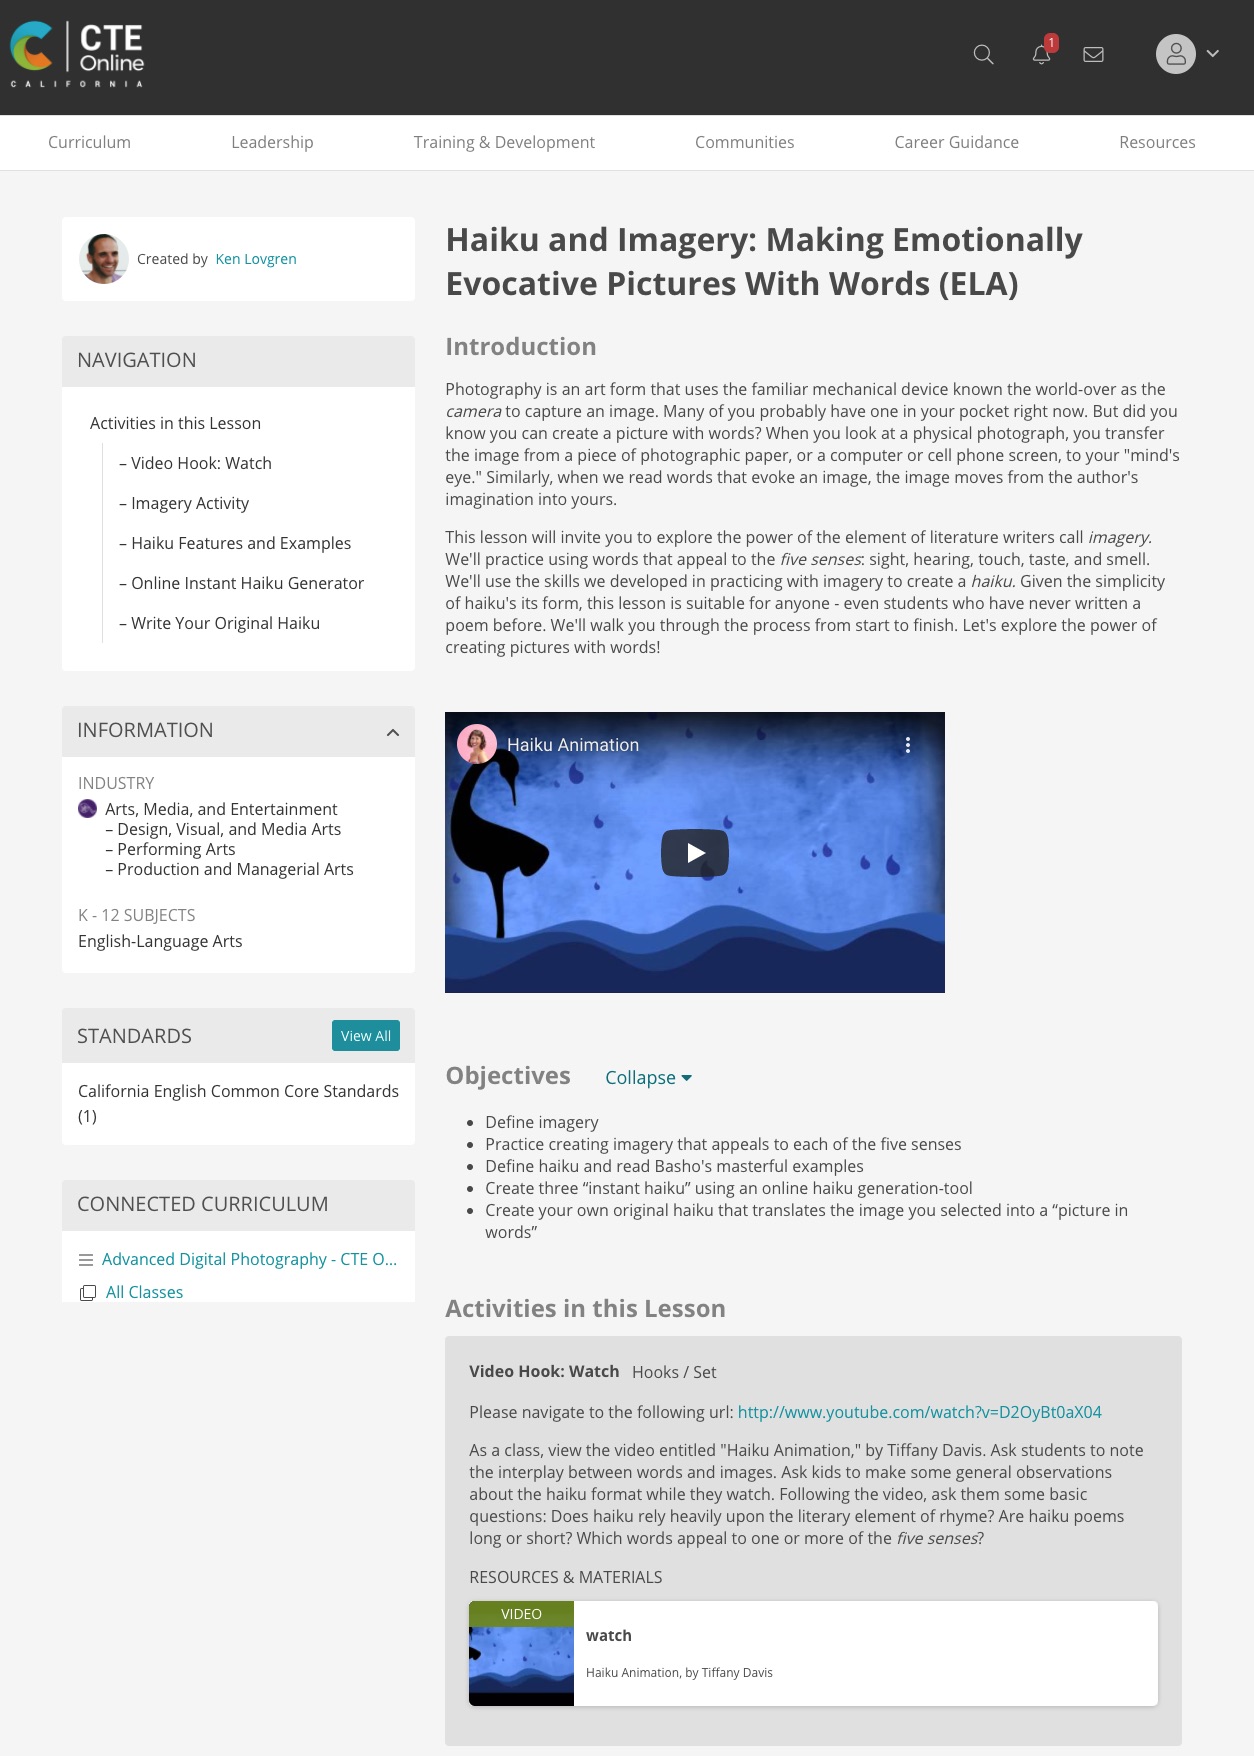 CTE
Online
CALIFORNIA
1
Curriculum
Leadership
Training & Development
Communities
Career Guidance
Resources
Created by Ken Lovgren
NAVIGATION
Activities in this Lesson
– Video Hook: Watch
– Imagery Activity
– Haiku Features and Examples
– Online Instant Haiku Generator
– Write Your Original Haiku
INFORMATION
INDUSTRY
Arts, Media, and Entertainment
– Design, Visual, and Media Arts
– Performing Arts
– Production and Managerial Arts
K - 12 SUBJECTS
English-Language Arts
STANDARDS
View All
California English Common Core Standards
(1)
CONNECTED CURRICULUM
Advanced Digital Photography - CTE O...
All Classes
Haiku and Imagery: Making Emotionally
Evocative Pictures With Words (ELA)
Introduction
Photography is an art form that uses the familiar mechanical device known the world-over as the
camera to capture an image. Many of you probably have one in your pocket right now. But did you
know you can create a picture with words? When you look at a physical photograph, you transfer
the image from a piece of photographic paper, or a computer or cell phone screen, to your "mind's
eye." Similarly, when we read words that evoke an image, the image moves from the author's
imagination into yours.
This lesson will invite you to explore the power of the element of literature writers call imagery.
We'll practice using words that appeal to the five senses: sight, hearing, touch, taste, and smell.
We'll use the skills we developed in practicing with imagery to create a haiku. Given the simplicity
of haiku's its form, this lesson is suitable for anyone - even students who have never written a
poem before. We'll walk you through the process from start to finish. Let's explore the power of
creating pictures with words!
Haiku Animation
Objectives
Collapse
• Define imagery
• Practice creating imagery that appeals to each of the five senses
• Define haiku and read Basho's masterful examples
• Create three “instant haiku” using an online haiku generation-tool
• Create your own original haiku that translates the image you selected into a “picture in
words”
Activities in this Lesson
Video Hook: Watch Hooks / Set
Please navigate to the following url: http://www.youtube.com/watch?v=D2OyBt0aX04
As a class, view the video entitled "Haiku Animation," by Tiffany Davis. Ask students to note
the interplay between words and images. Ask kids to make some general observations
about the haiku format while they watch. Following the video, ask them some basic
questions: Does haiku rely heavily upon the literary element of rhyme? Are haiku poems
long or short? Which words appeal to one or more of the five senses?
RESOURCES & MATERIALS
VIDEO
watch
Haiku Animation, by Tiffany Davis